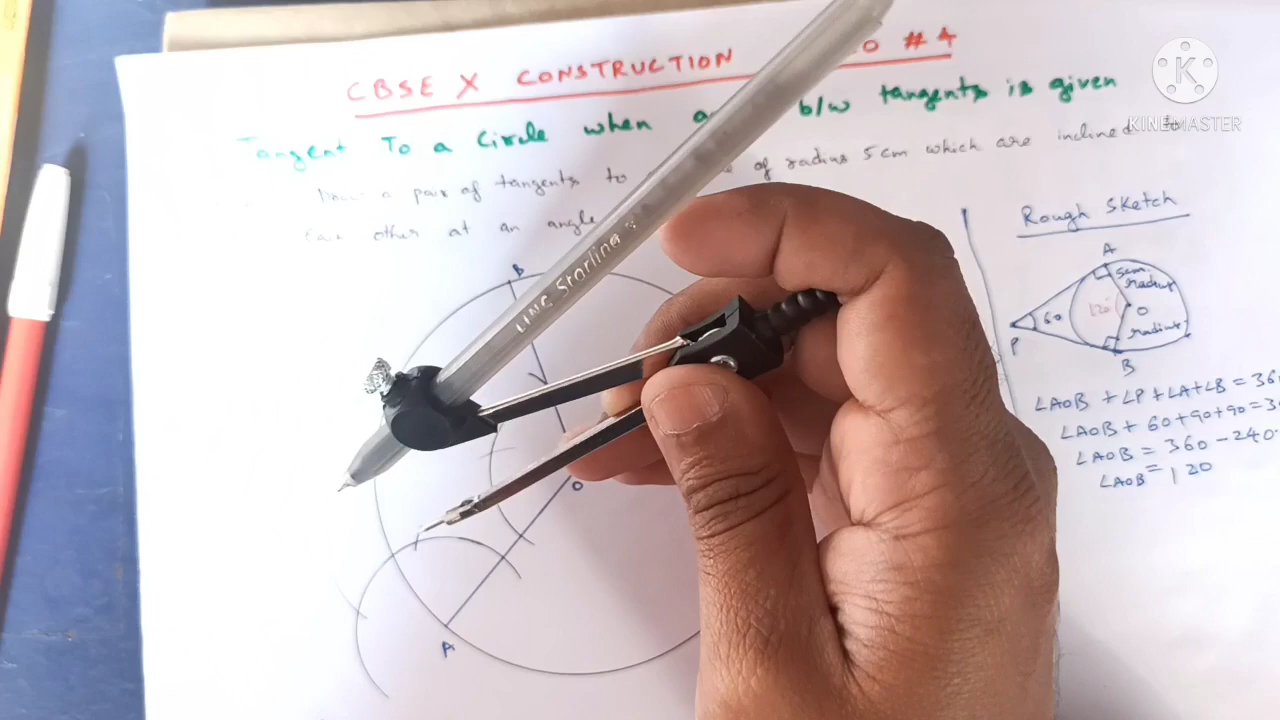 CBSE X CONSTRUCTION # 4
Tangent To a Circle when b/w tangents is given
a pair of tangents to of radius 5cm which are inclined to
other at an angle
LINC Starline
KINEMASTER
K
Rough Sketch
A
5cm
radius
120°
60
O
P
radius
B
∠AOB + ∠P + ∠A + ∠B = 36
∠AOB + 60 + 90 + 90 = 3
∠AOB = 360 - 240
∠AOB = 120
B
O
A